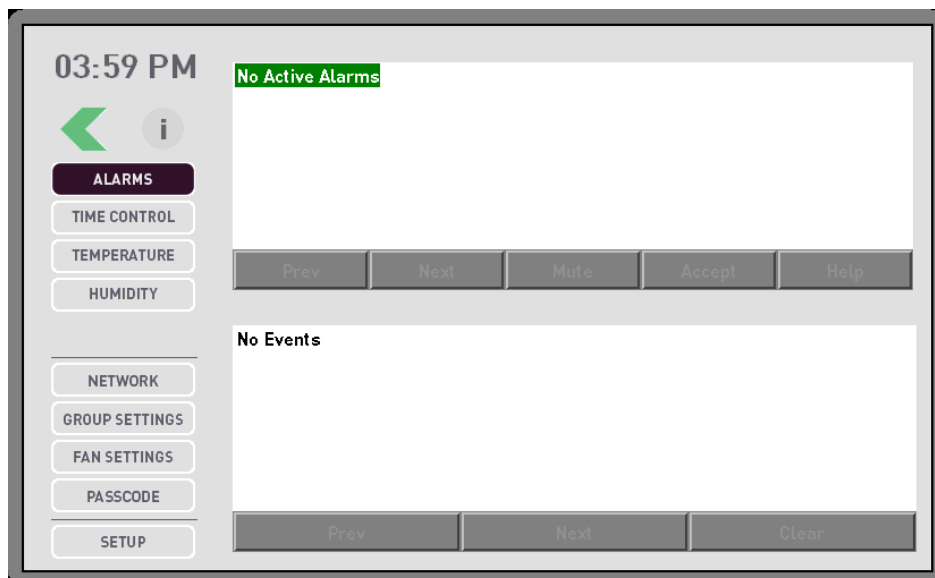 03:59 PM
i
ALARMS
TIME CONTROL
TEMPERATURE
HUMIDITY
NETWORK
GROUP SETTINGS
FAN SETTINGS
PASSCODE
SETUP
No Active Alarms
Prev Next Mute Accept Help
No Events
Prev Next Clear